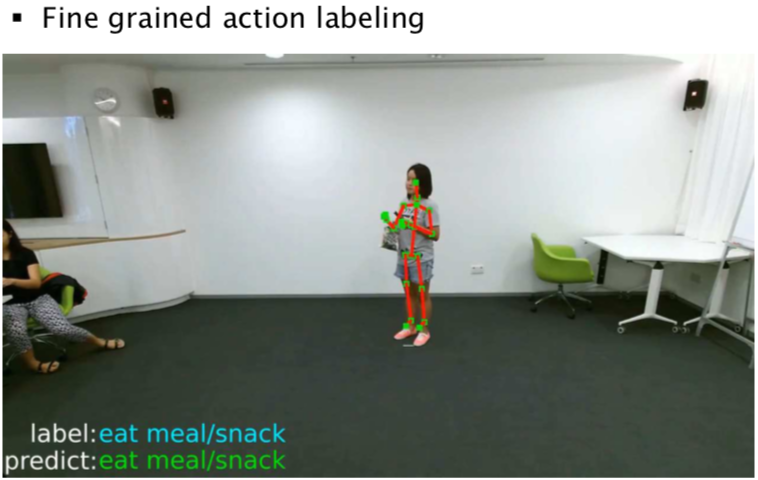 ▪ Fine grained action labeling
label:eat meal/snack
predict:eat meal/snack